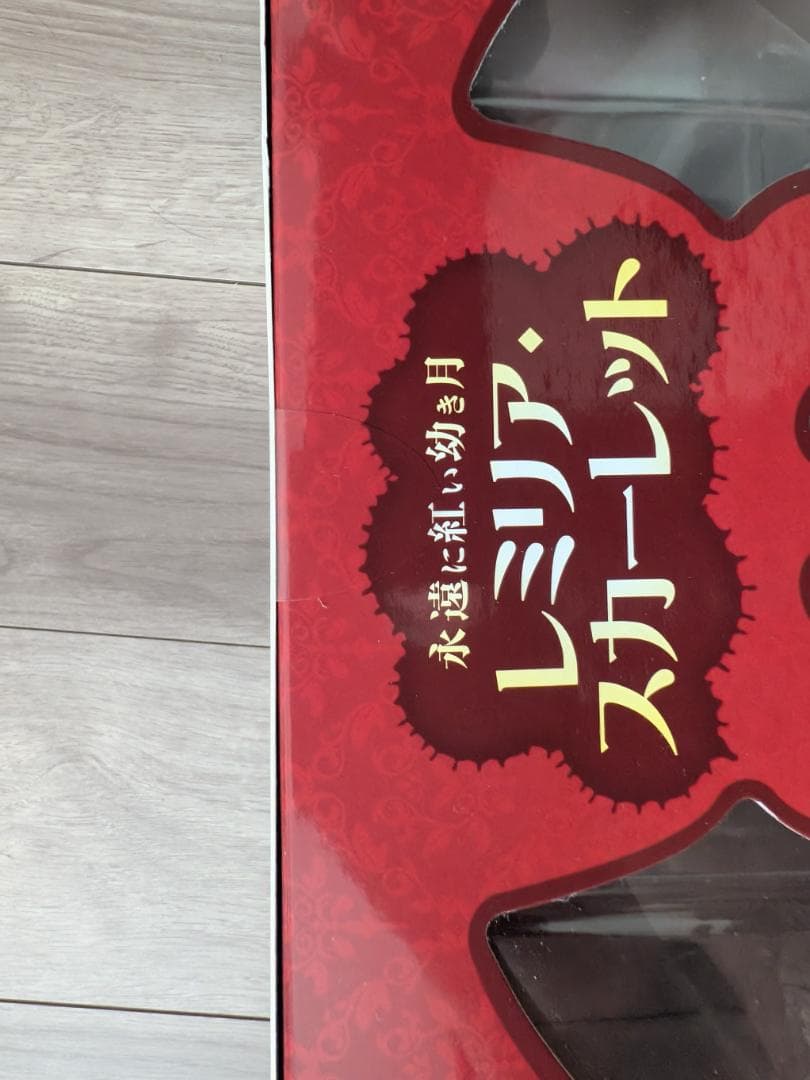 永遠に紅い幼き月
レミリア・
スカーレット